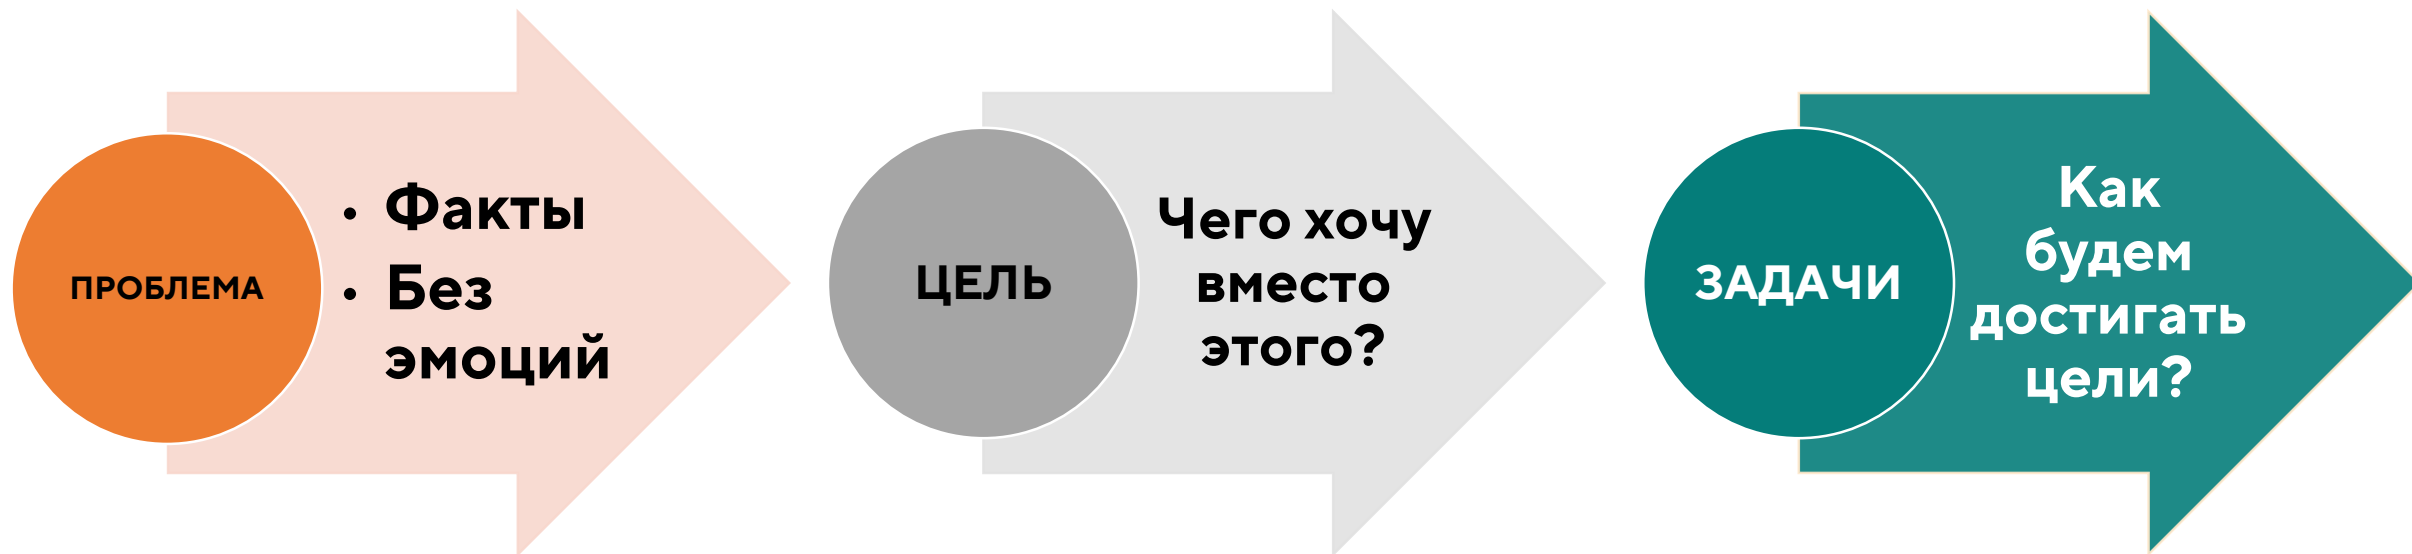 ПРОБЛЕМА
• Факты
• Без
эмоций
ЦЕЛЬ
Чего хочу
вместо
этого?
ЗАДАЧИ
Как
будем
достигать
цели?